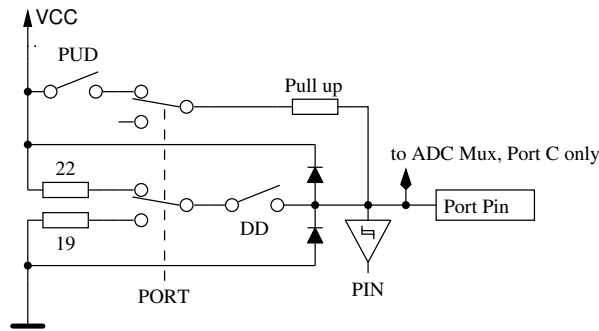 VCC
PUD
Pull up
to ADC Mux, Port C only
22
Port Pin
DD
19
PIN
PORT